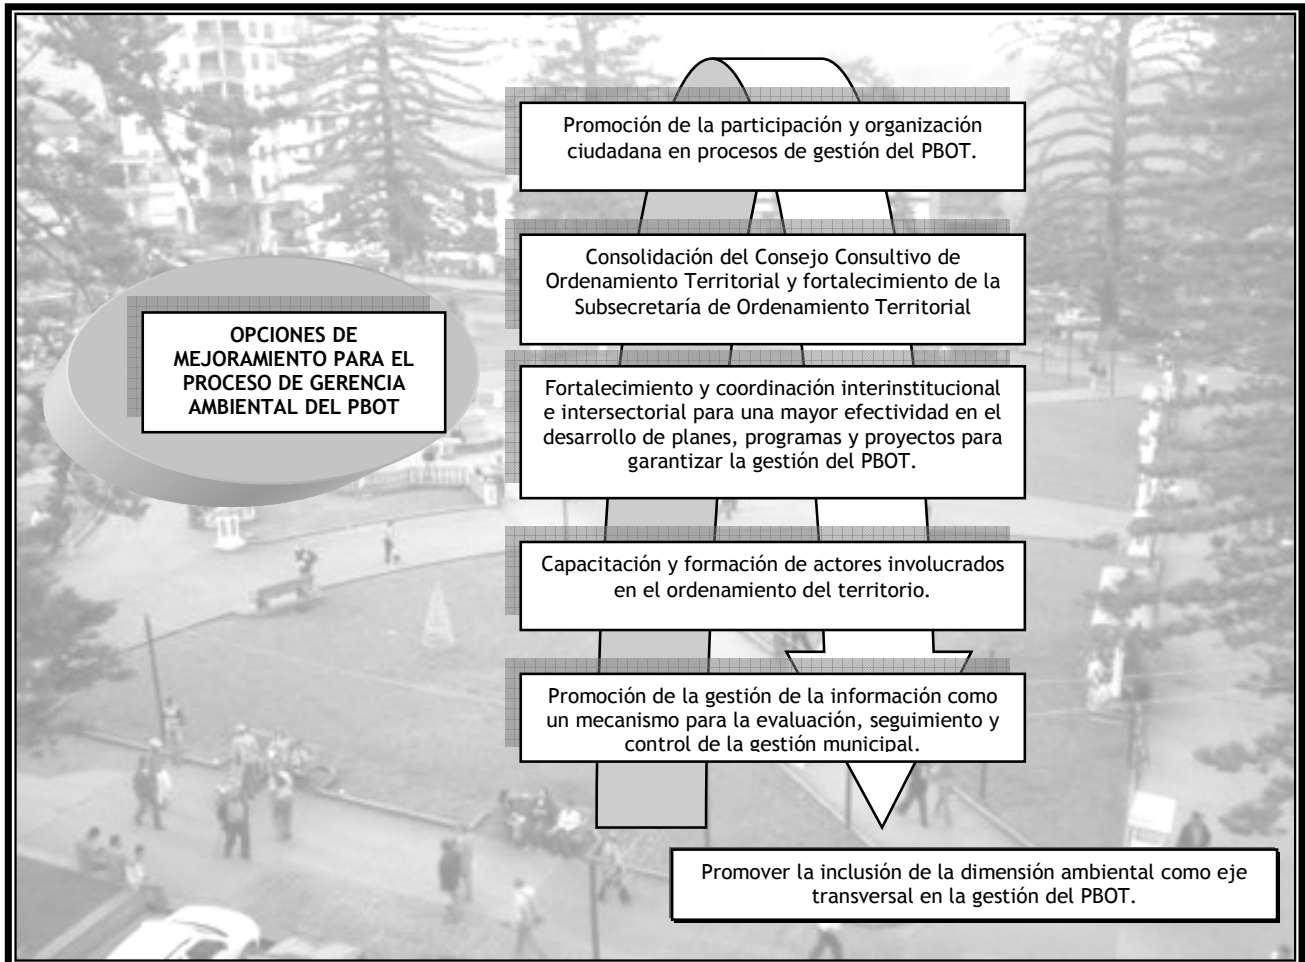 Promoción de la participación y organización
ciudadana en procesos de gestión del PBOT.
Consolidación del Consejo Consultivo de
Ordenamiento Territorial y fortalecimiento de la
Subsecretaría de Ordenamiento Territorial
OPCIONES DE
MEJORAMIENTO PARA EL
PROCESO DE GERENCIA
AMBIENTAL DEL PBOT
Fortalecimiento y coordinación interinstitucional
e intersectorial para una mayor efectividad en el
desarrollo de planes, programas y proyectos para
garantizar la gestión del PBOT.
Capacitación y formación de actores involucrados
en el ordenamiento del territorio.
Promoción de la gestión de la información como
un mecanismo para la evaluación, seguimiento y
control de la gestión municipal.
Promover la inclusión de la dimensión ambiental como eje
transversal en la gestión del PBOT.